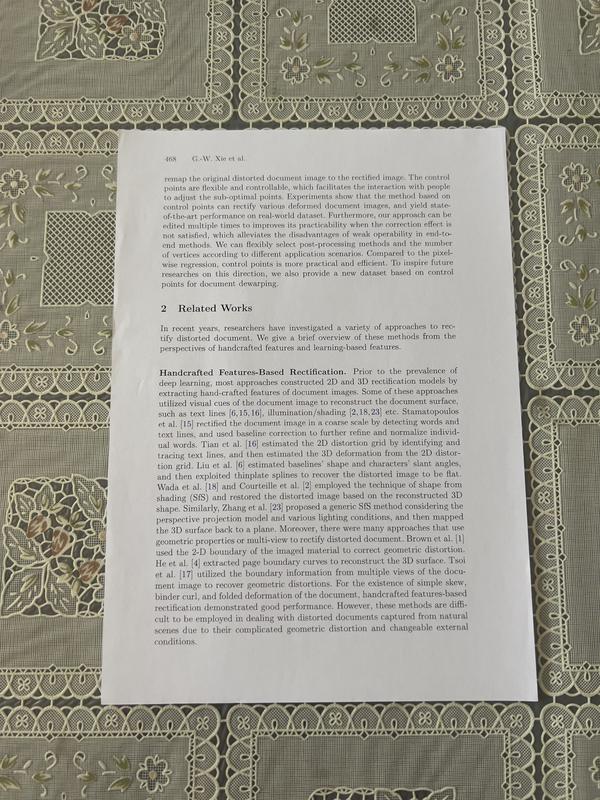 468 G.-W. Xie et al.
remap the original distorted document image to the rectified image. The control
points are flexible and controllable, which facilitates the interaction with people
to adjust the sub-optimal points. Experiments show that the method based on
control points can rectify various deformed document images, and yield state-
of-the-art performance on real-world dataset. Furthermore, our approach can be
edited multiple times to improves its practicability when the correction effect is
not satisfied, which alleviates the disadvantages of weak operability in end-to-
end methods. We can flexibly select post-processing methods and the number
of vertices according to different application scenarios. Compared to the pixel-
wise regression, control points is more practical and efficient. To inspire future
researches on this direction, we also provide a new dataset based on control
points for document dewarping.
2 Related Works
In recent years, researchers have investigated a variety of approaches to rec-
tify distorted document. We give a brief overview of these methods from the
perspectives of handcrafted features and learning-based features.
Handcrafted Features-Based Rectification. Prior to the prevalence of
deep learning, most approaches constructed 2D and 3D rectification models by
extracting hand-crafted features of document images. Some of these approaches
utilized visual cues of the document image to reconstruct the document surface,
such as text lines [6,15,16], illumination/shading [2,18,23] etc. Stamatopoulos
et al. [15] rectified the document image in a coarse scale by detecting words and
text lines, and used baseline correction to further refine and normalize individ-
ual words. Tian et al. [16] estimated the 2D distortion grid by identifying and
tracing text lines, and then estimated the 3D deformation from the 2D distor-
tion grid. Liu et al. [6] estimated baselines' shape and characters' slant angles,
and then exploited thinplate splines to recover the distorted image to be flat.
Wada et al. [18] and Courteille et al. [2] employed the technique of shape from
shading (SfS) and restored the distorted image based on the reconstructed 3D
shape. Similarly, Zhang et al. [23] proposed a generic SfS method considering the
perspective projection model and various lighting conditions, and then mapped
the 3D surface back to a plane. Moreover, there were many approaches that use
geometric properties or multi-view to rectify distorted document. Brown et al. [1]
used the 2-D boundary of the imaged material to correct geometric distortion.
He et al. [4] extracted page boundary curves to reconstruct the 3D surface. Tsoi
et al. [17] utilized the boundary information from multiple views of the docu-
ment image to recover geometric distortions. For the existence of simple skew,
binder curl, and folded deformation of the document, handcrafted features-based
rectification demonstrated good performance. However, these methods are diffi-
cult to be employed in dealing with distorted documents captured from natural
scenes due to their complicated geometric distortion and changeable external
conditions.